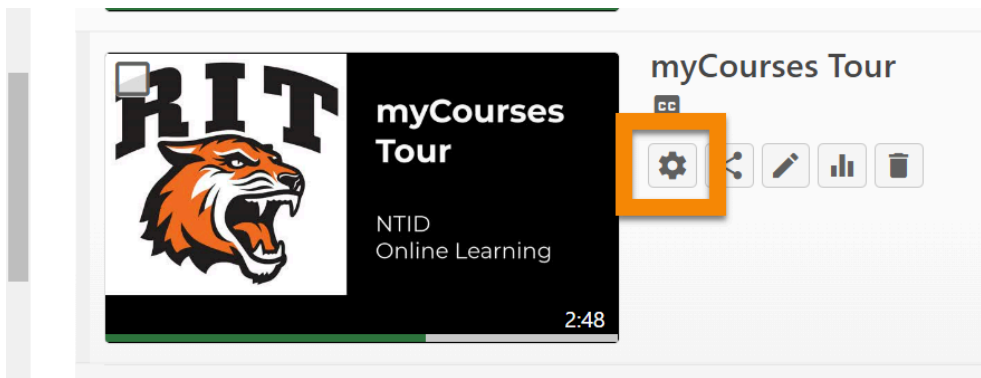 RIT
myCourses
Tour
NTID
Online Learning
2:48
myCourses Tour
CC